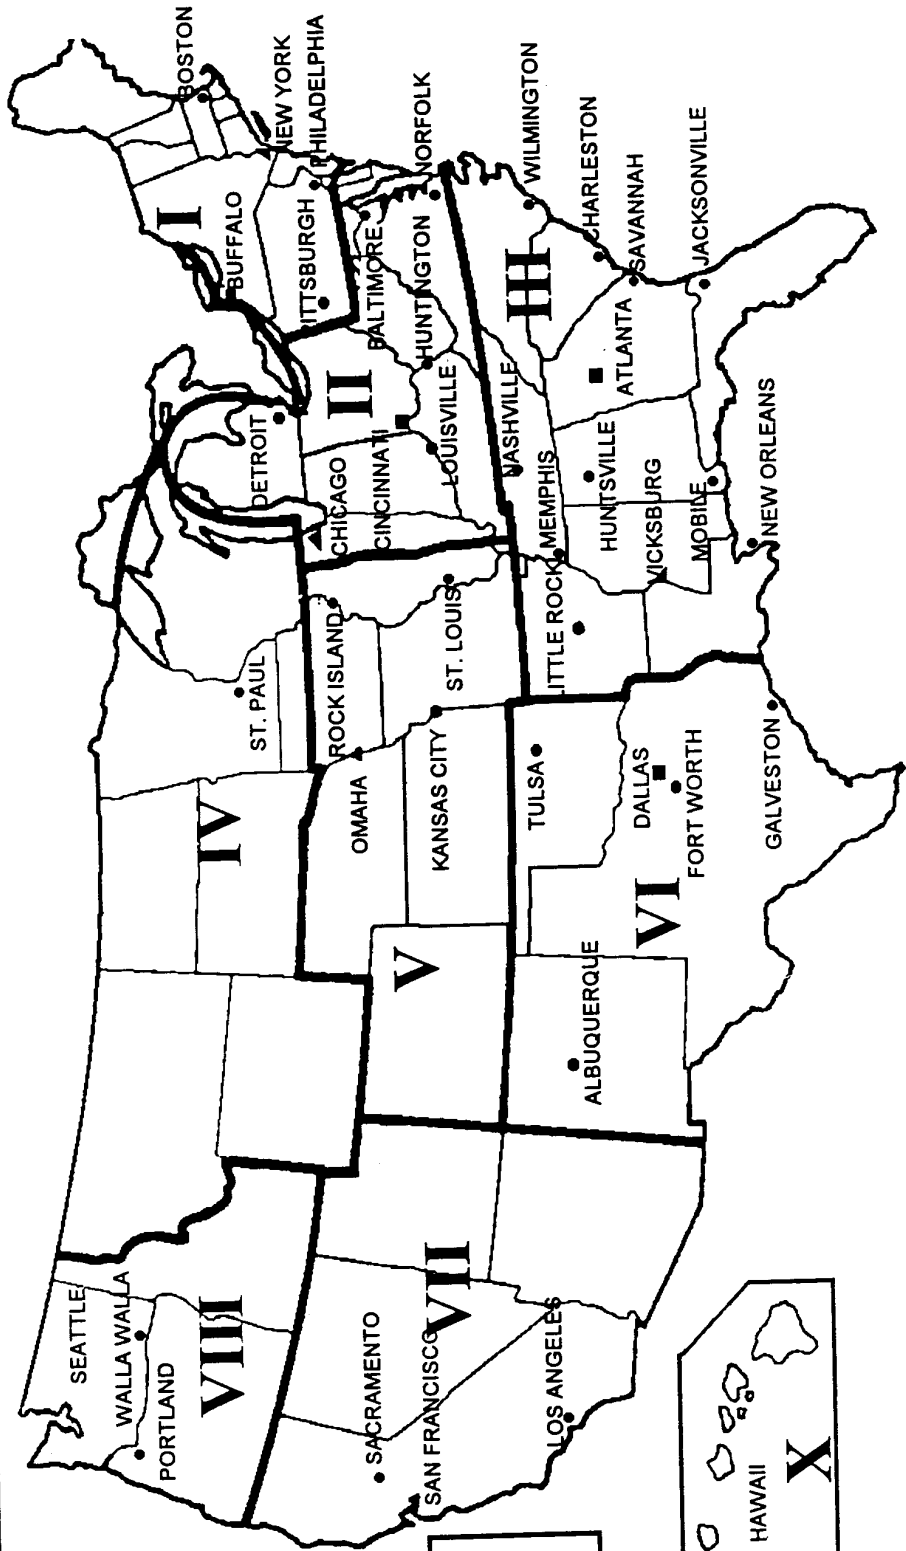 SEATTLE
WALLA WALLA
PORTLAND
VIII
SACRAMENTO
SAN FRANCISCO
VII
LOS ANGELES
HAWAII
X
IV
ST. PAUL
OMAHA
ROCK ISLAND
V
KANSAS CITY
ST. LOUIS
ALBUQUERQUE
VI
TULSA
DALLAS
FORT WORTH
GALVESTON
LITTLE ROCK
MEMPHIS
NASHVILLE
HUNTSVILLE
VICKSBURG
MOBILE
NEW ORLEANS
III
ATLANTA
WILMINGTON
CHARLESTON
SAVANNAH
JACKSONVILLE
DETROIT
CHICAGO
CINCINNATI
LOUISVILLE
II
HUNTINGTON
BALTIMORE
NORFOLK
I
BUFFALO
ITTSBURGH
BOSTON
NEW YORK
PHILADELPHIA